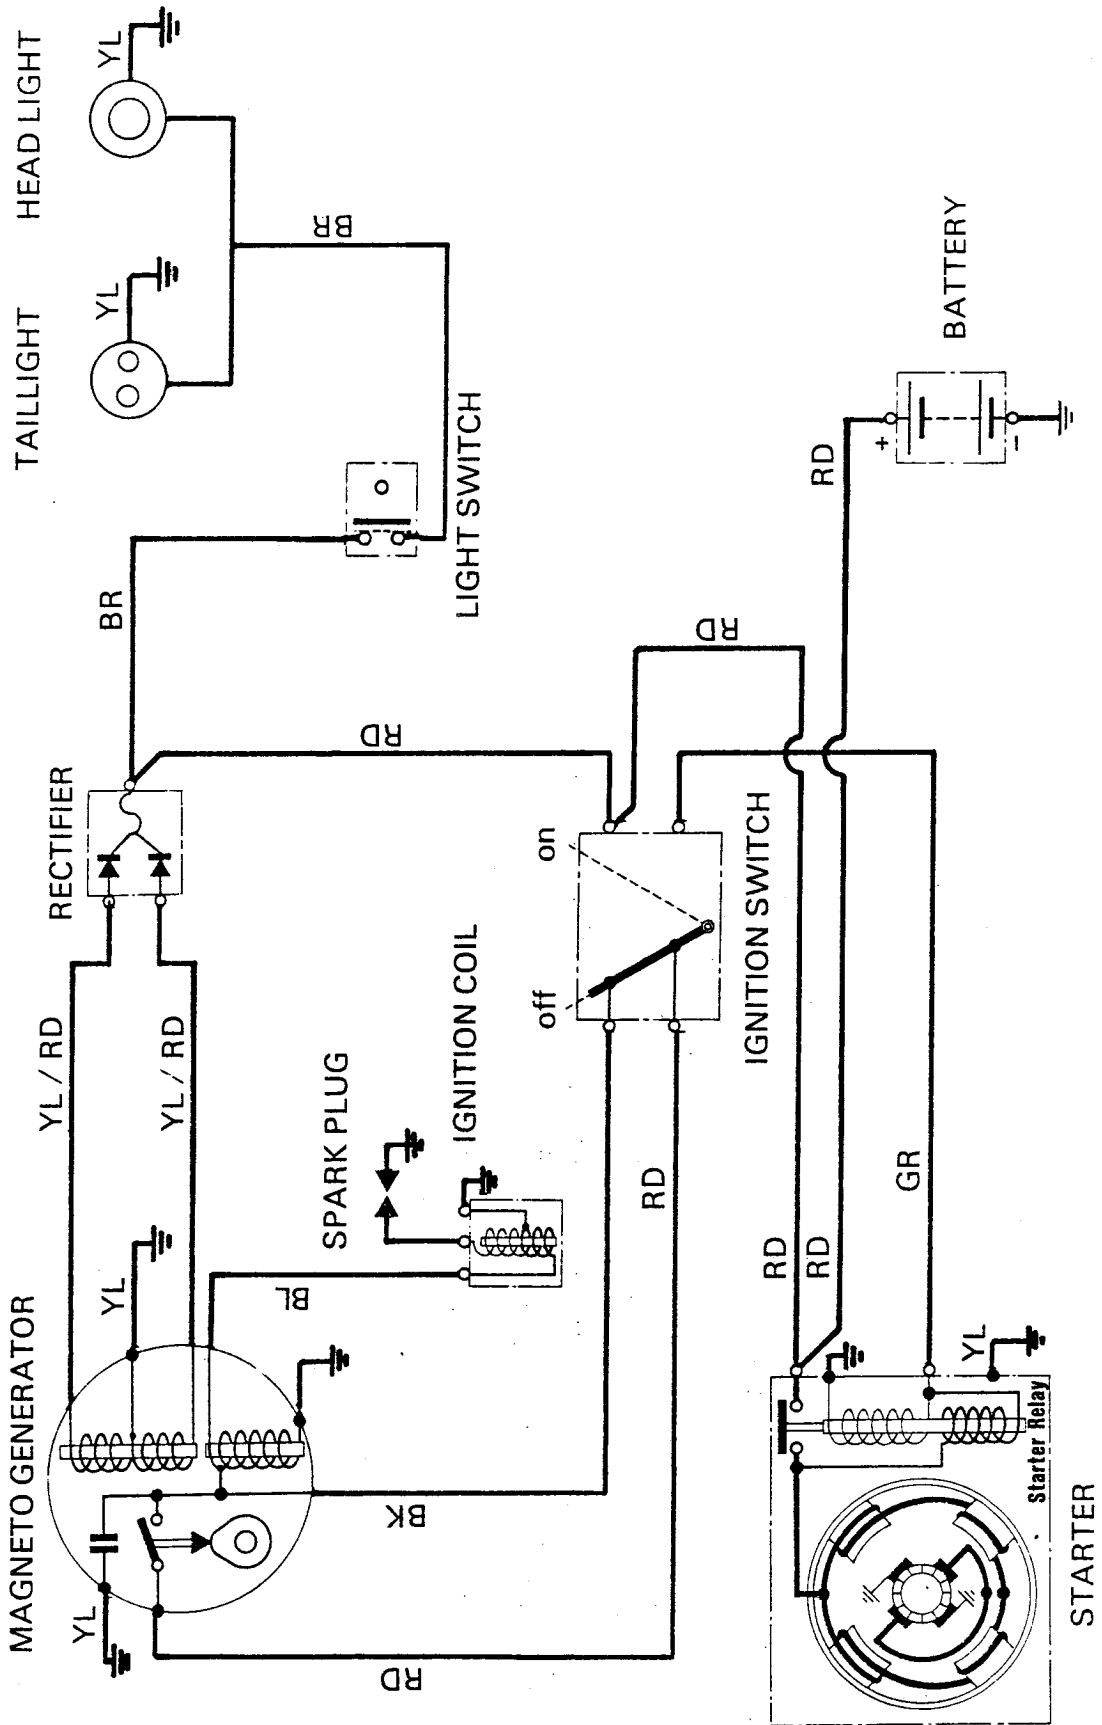 MAGNETO GENERATOR
RECTIFIER
TAILLIGHT
HEAD LIGHT
YL / RD
YL / RD
YL
YL
BR
YL
YL
BR
RD
BL
SPARK PLUG
IGNITION COIL
LIGHT SWITCH
BK
RD
RD
off
on
IGNITION SWITCH
RD
RD
RD
RD
GR
+
-
BATTERY
YL
Starter Relay
STARTER